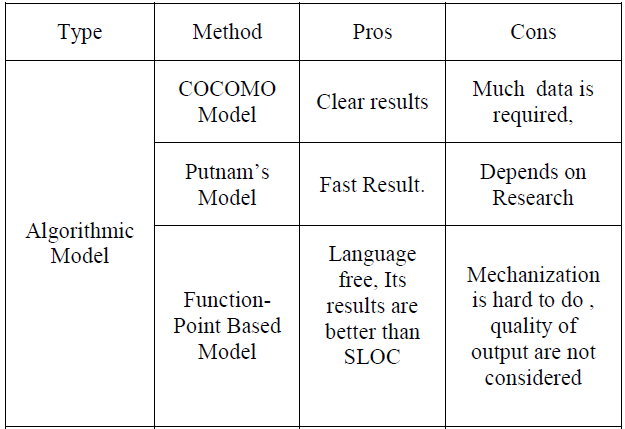 Type Method Pros Cons
Algorithmic
Model
COCOMO
Model
Clear results
Much data is
required,
Putnam's
Model
Fast Result.
Depends on
Research
Function-
Point Based
Model
Language
free, Its
results are
better than
SLOC
Mechanization
is hard to do ,
quality of
output are not
considered